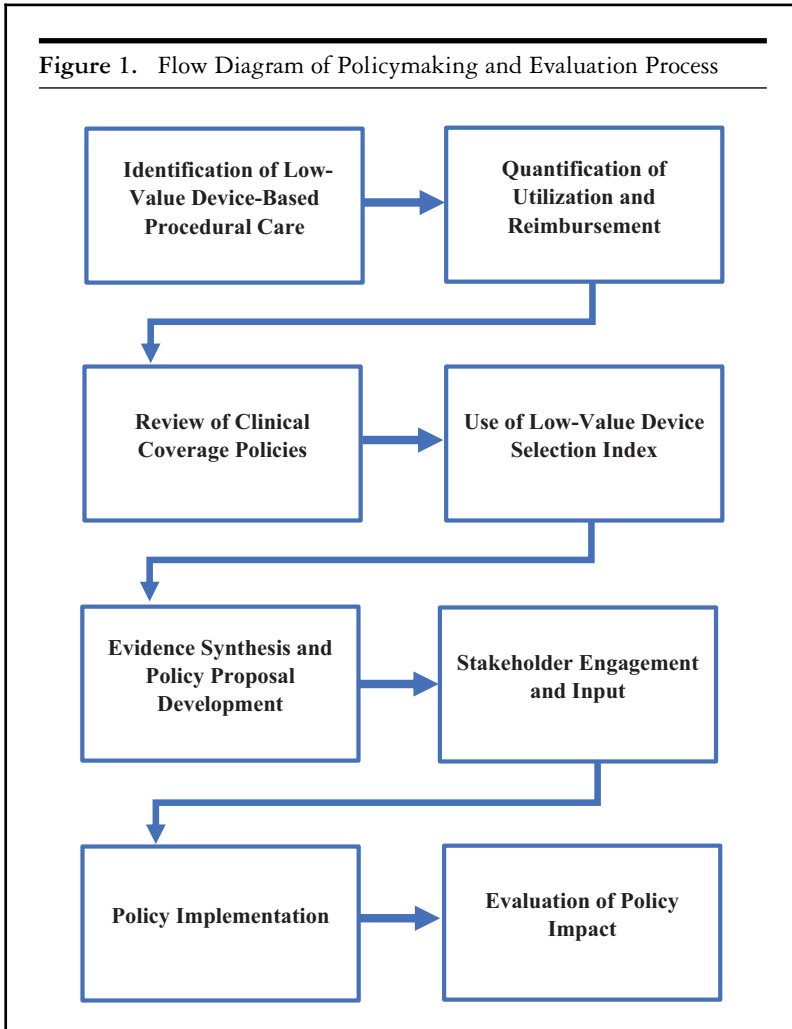 Figure 1. Flow Diagram of Policymaking and Evaluation Process
Identification of Low-
Value Device-Based
Procedural Care
Quantification of
Utilization and
Reimbursement
Review of Clinical
Coverage Policies
Use of Low-Value Device
Selection Index
Evidence Synthesis and
Policy Proposal
Development
Stakeholder Engagement
and Input
Policy Implementation
Evaluation of Policy
Impact